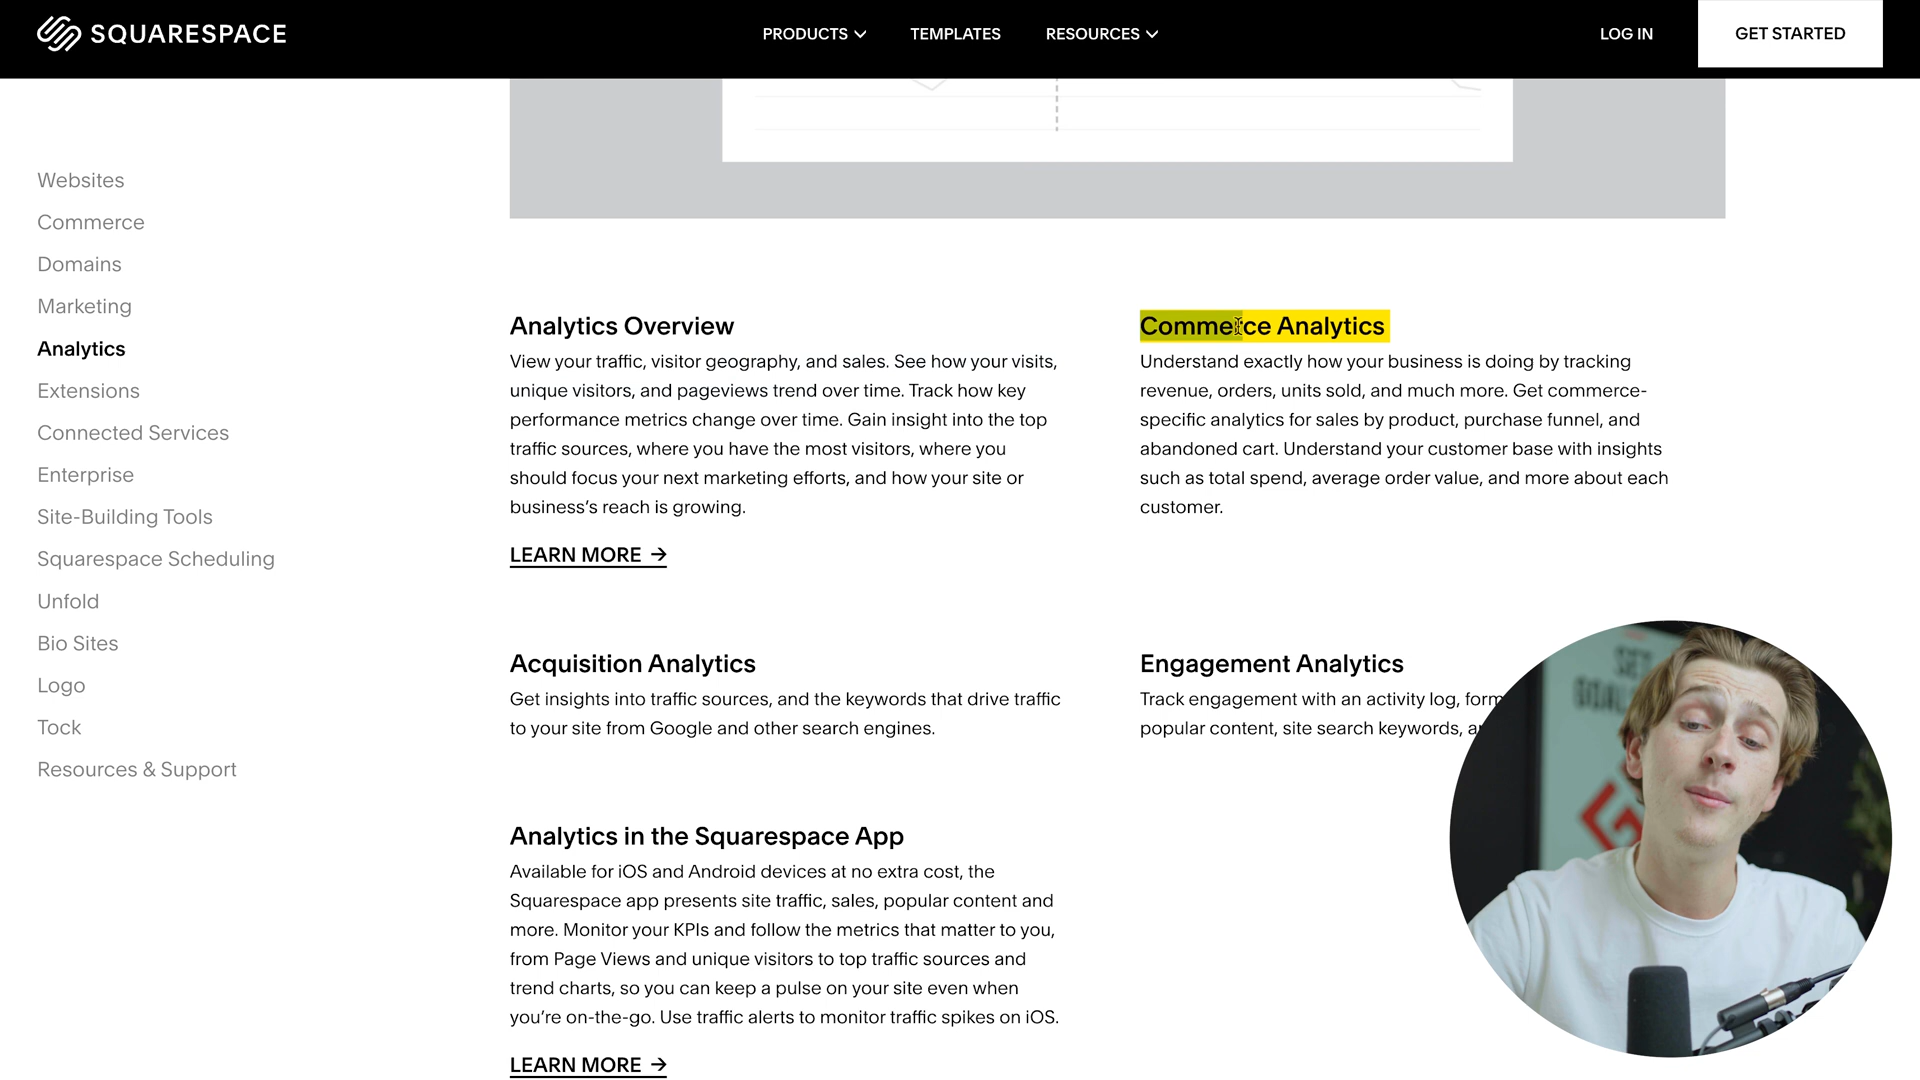 SQUARESPACE
PRODUCTS
TEMPLATES
RESOURCES
LOG IN
GET STARTED
Websites
Commerce
Domains
Marketing
Analytics
Extensions
Connected Services
Enterprise
Site-Building Tools
Squarespace Scheduling
Unfold
Bio Sites
Logo
Tock
Resources & Support
Analytics Overview
View your traffic, visitor geography, and sales. See how your visits,
unique visitors, and pageviews trend over time. Track how key
performance metrics change over time. Gain insight into the top
traffic sources, where you have the most visitors, where you
should focus your next marketing efforts, and how your site or
business’s reach is growing.
LEARN MORE →
Commerce Analytics
Understand exactly how your business is doing by tracking
revenue, orders, units sold, and much more. Get commerce-
specific analytics for sales by product, purchase funnel, and
abandoned cart. Understand your customer base with insights
such as total spend, average order value, and more about each
customer.
Acquisition Analytics
Get insights into traffic sources, and the keywords that drive traffic
to your site from Google and other search engines.
Engagement Analytics
Track engagement with an activity log, form
popular content, site search keywords,
Analytics in the Squarespace App
Available for iOS and Android devices at no extra cost, the
Squarespace app presents site traffic, sales, popular content and
more. Monitor your KPIs and follow the metrics that matter to you,
from Page Views and unique visitors to top traffic sources and
trend charts, so you can keep a pulse on your site even when
you’re on-the-go. Use traffic alerts to monitor traffic spikes on iOS.
LEARN MORE →